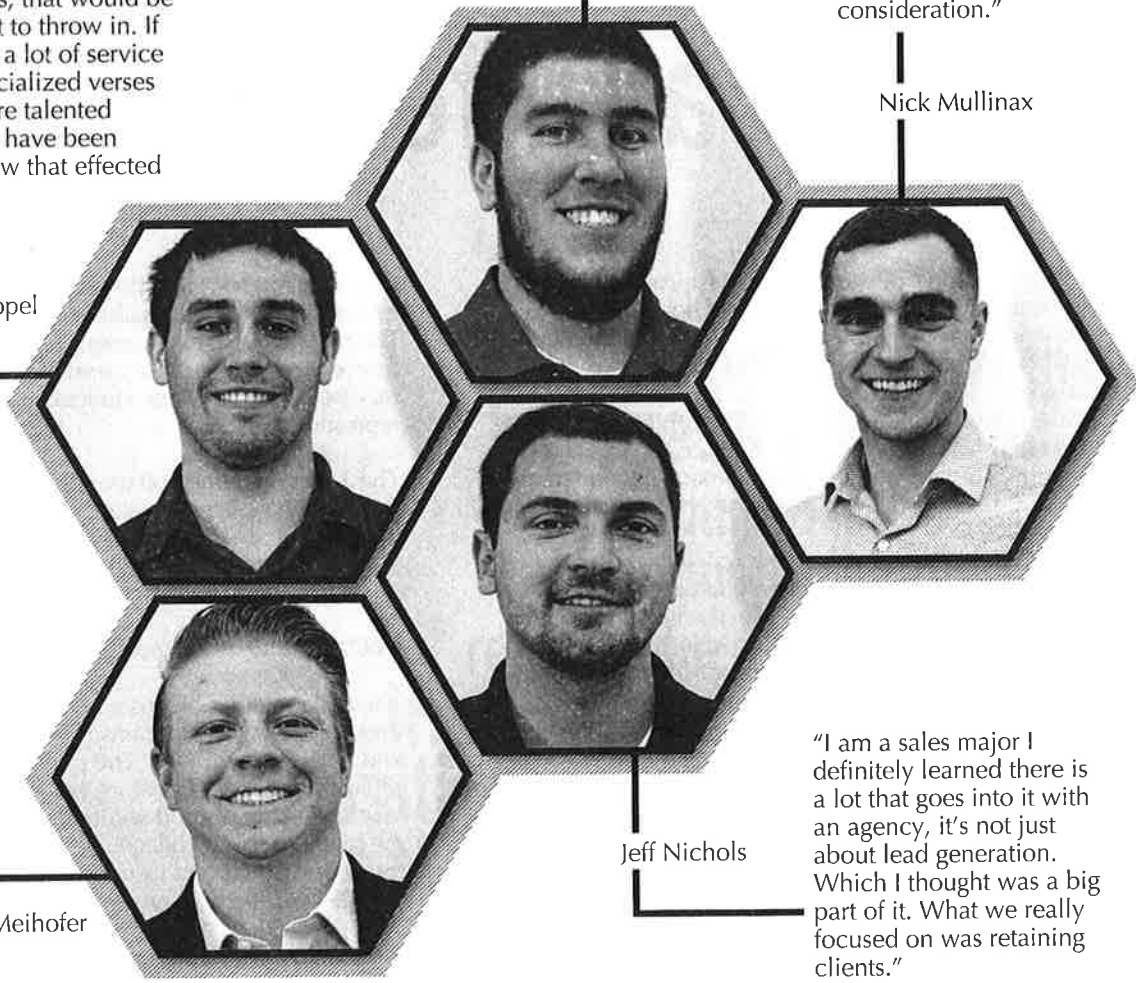 that would be
to throw in. If
a lot of service
verses
talented
have been
that effected
consideration.”
Nick Mullinax
Jeff Nichols
“I am a sales major I
definitely learned there is
a lot that goes into it with
an agency, it's not just
about lead generation.
Which I thought was a big
part of it. What we really
focused on was retaining
clients.”
Meihofer